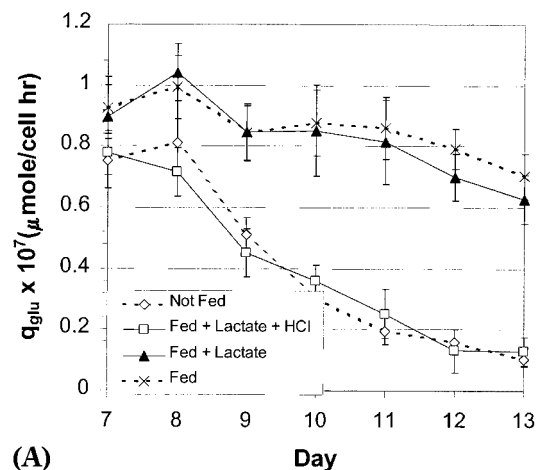 1.2
1
0.8
0.6
0.4
0.2
0
q_glu x 10^7(μmole/cell hr)
Not Fed
Fed + Lactate + HCl
Fed + Lactate
Fed
7 8 9 10 11 12 13
(A) Day